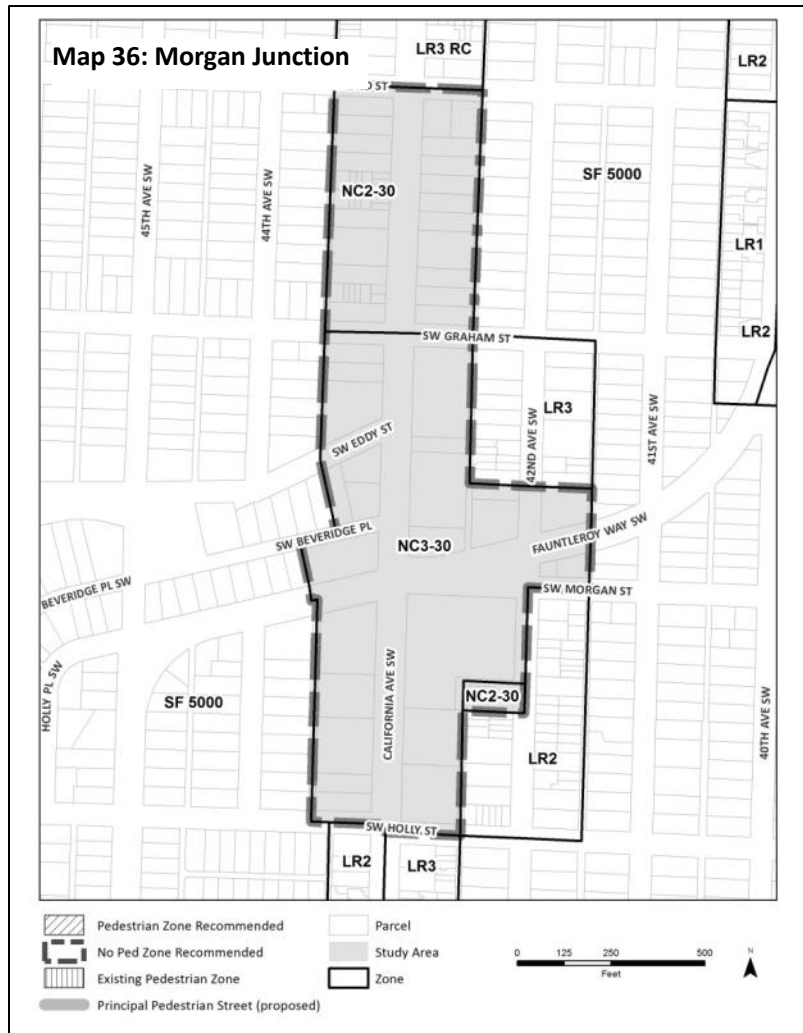 Map 36: Morgan Junction
LR3 RC
LR2
ST
NC2-30
SF 5000
45TH AVE SW
44TH AVE SW
LR1
LR2
SW GRAHAM ST
LR3
42ND AVE SW
41ST AVE SW
SW EDDY ST
SW BEVERIDGE PL
NC3-30
FAUNTLEROY WAY SW
BEVERIDGE PL SW
SW MORGAN ST
HOLLY PL SW
SF 5000
CALIFORNIA AVE SW
NC2-30
LR2
40TH AVE SW
SW HOLLY ST
LR2
LR3
Pedestrian Zone Recommended
No Ped Zone Recommended
Existing Pedestrian Zone
Principal Pedestrian Street (proposed)
Parcel
Study Area
Zone
0 125 250 500
Feet
N